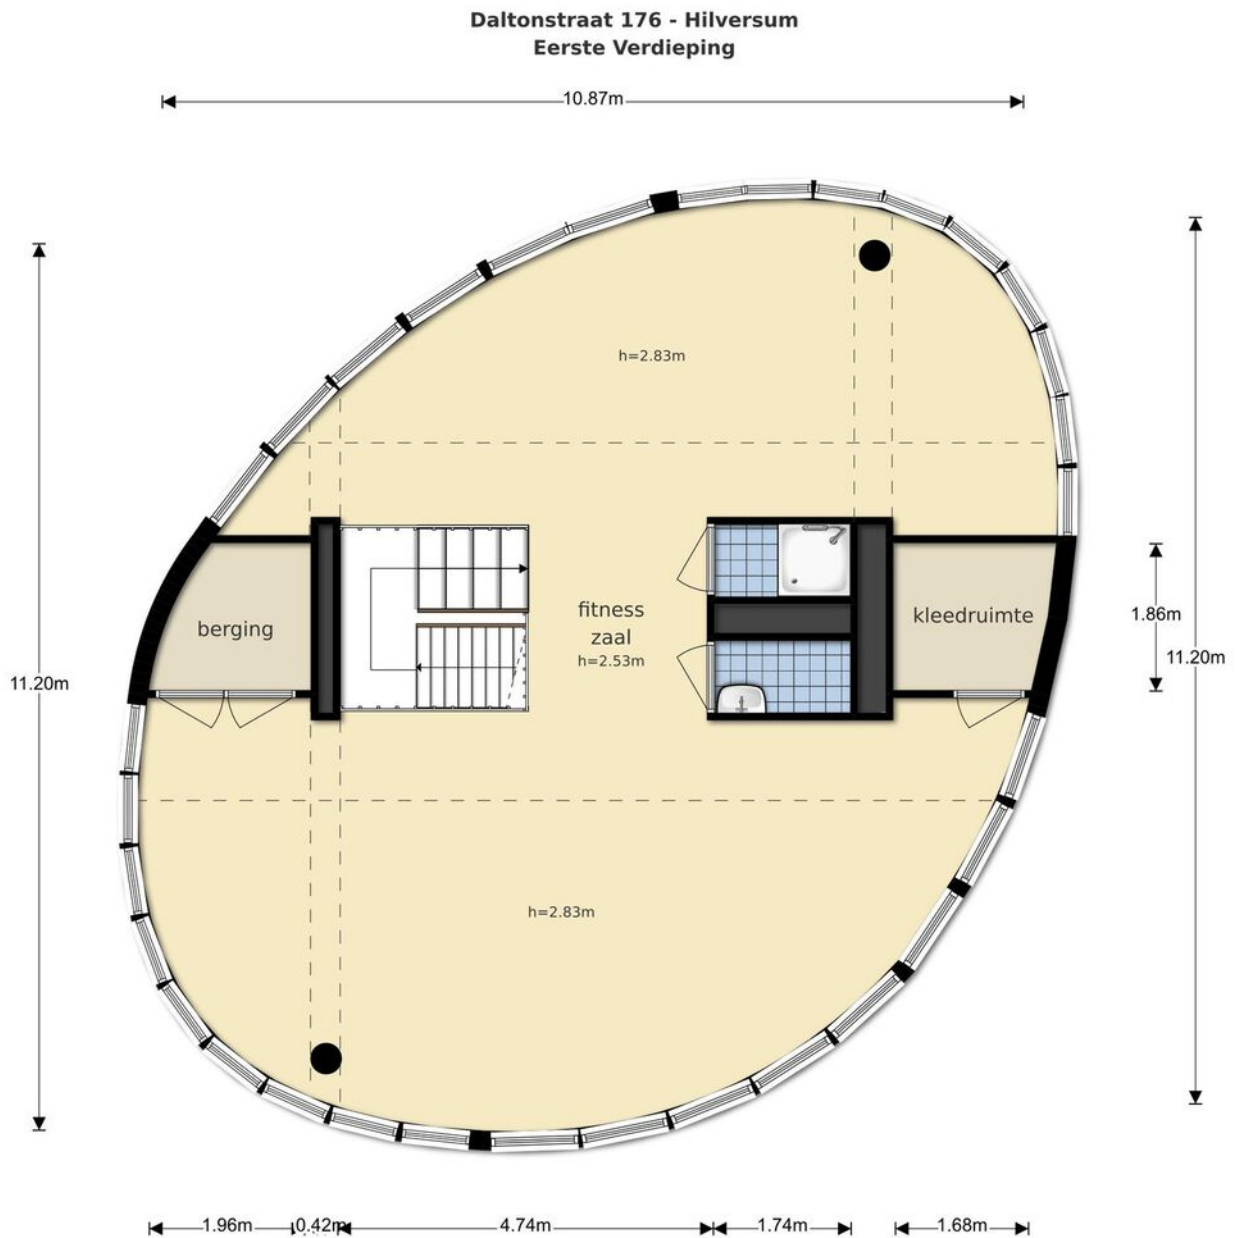 Daltonstraat 176 - Hilversum
Eerste Verdieping
10.87m
h=2.83m
fitness
zaal
h=2.53m
berging
kleedruimte
1.86m
11.20m
11.20m
h=2.83m
1.96m
0.42m
4.74m
1.74m
1.68m